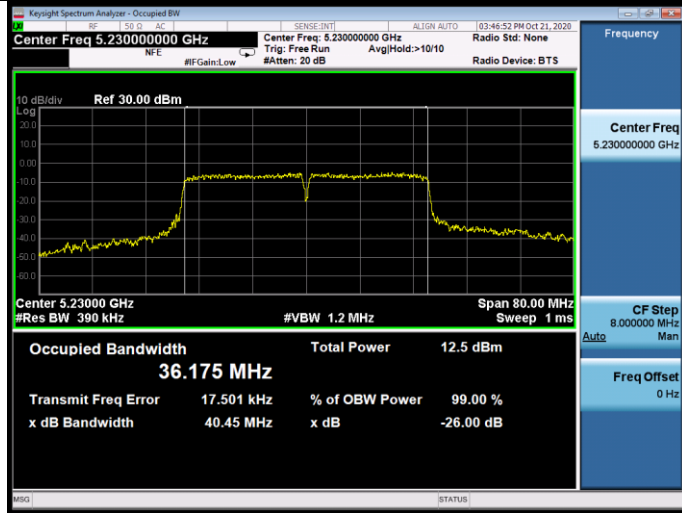 Keysight Spectrum Analyzer - Occupied BW
RF 50 Ω AC SENSE:INT ALIGN AUTO 03:46:52 PM Oct 21, 2020
Center Freq 5.230000000 GHz Center Freq: 5.230000000 GHz Radio Std: None Frequency
NFE Trig: Free Run Avg|Hold:>10/10
#IFGain:Low #Atten: 20 dB Radio Device: BTS
10 dB/div Ref 30.00 dBm
Log
20.0
10.0
0.00
-10.0
-20.0
-30.0
-40.0
-50.0
-60.0
Center 5.23000 GHz Span 80.00 MHz
#Res BW 390 kHz #VBW 1.2 MHz Sweep 1 ms
Occupied Bandwidth Total Power 12.5 dBm
36.175 MHz
Transmit Freq Error 17.501 kHz % of OBW Power 99.00 %
x dB Bandwidth 40.45 MHz x dB -26.00 dB
Center Freq
5.230000000 GHz
CF Step
8.000000 MHz
Auto Man
Freq Offset
0 Hz
MSG STATUS